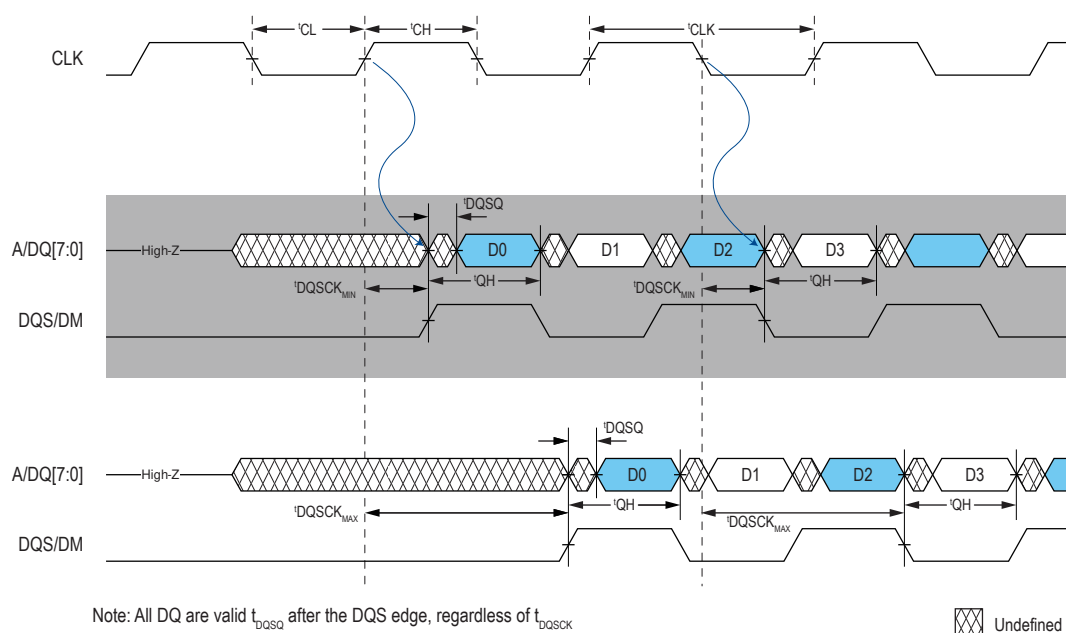 tCL tCH tCLK
CLK
tDQSQ
A/DQ[7:0] High-Z D0 D1 D2 D3
tDQSCKMIN tQH tDQSCKMIN tQH
DQS/DM
tDQSQ
A/DQ[7:0] High-Z D0 D1 D2 D3
tDQSCKMAX tQH tDQSCKMAX tQH
DQS/DM
Note: All DQ are valid tDQSQ after the DQS edge, regardless of tDQSCK
Undefined